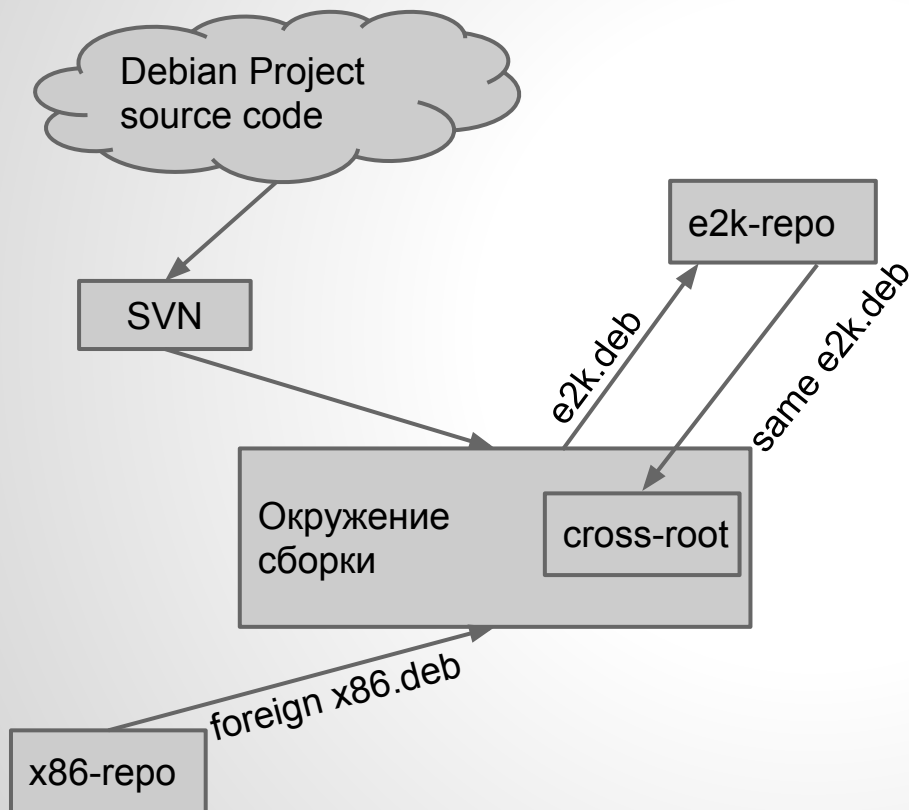 Debian Project
source code
e2k-repo
SVN
e2k.deb
same e2k.deb
Окружение
сборки
cross-root
foreign x86.deb
x86-repo